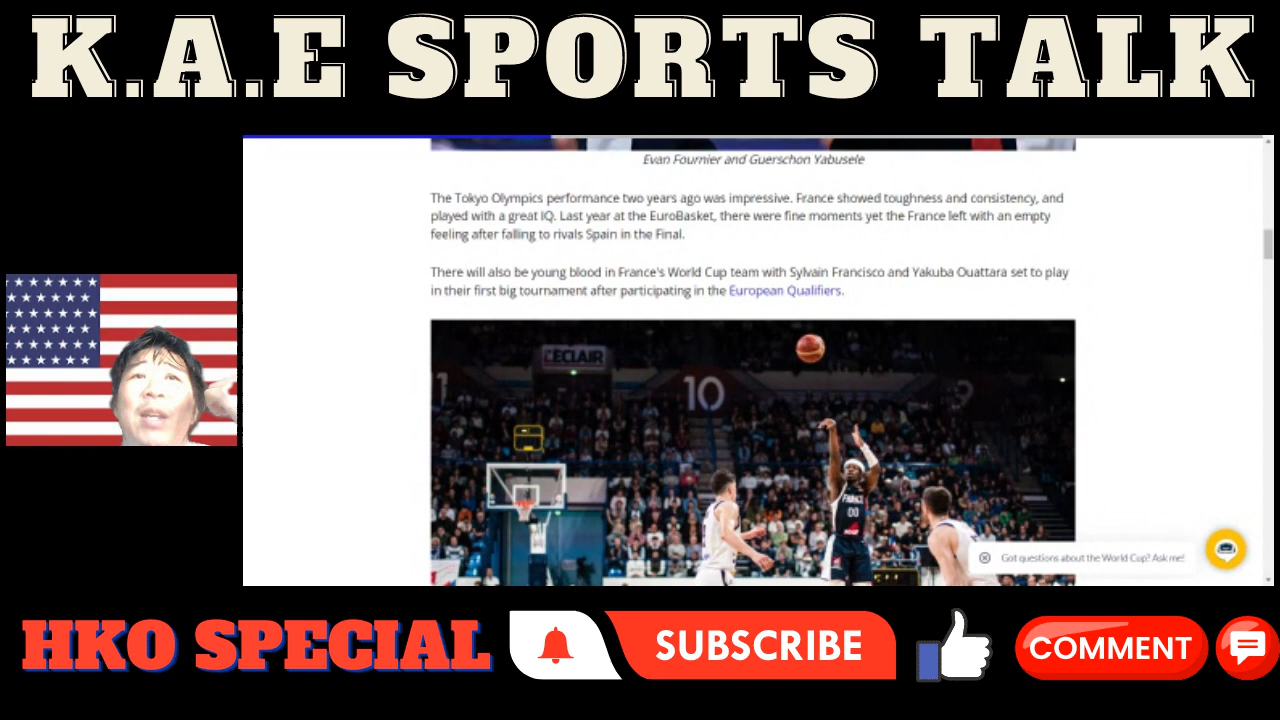 K.A.E SPORTS TALK
Evan Fournier and Guerschon Yabusele
The Tokyo Olympics performance two years ago was impressive. France showed toughness and consistency, and
played with a great IQ. Last year at the EuroBasket, there were fine moments yet the France left with an empty
feeling after falling to rivals Spain in the Final.
There will also be young blood in France's World Cup team with Sylvain Francisco and Yakuba Ouattara set to play
in their first big tournament after participating in the European Qualifiers.
L'ECLAIR
10
FRANCE
00
Got questions about the World Cup? Ask me!
HKO SPECIAL
SUBSCRIBE
COMMENT